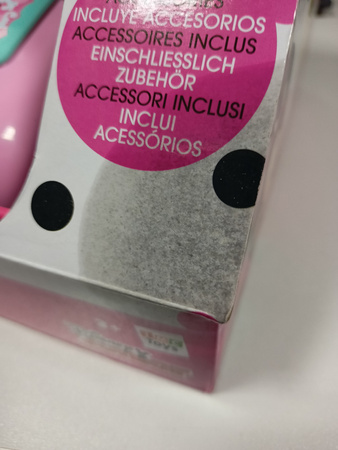 INCLUYE ACCESORIOS
ACCESSOIRES INCLUS
EINSCHLIESSLICH
ZUBEHÖR
ACCESSORI INCLUSI
INCLUI
ACESSÓRIOS